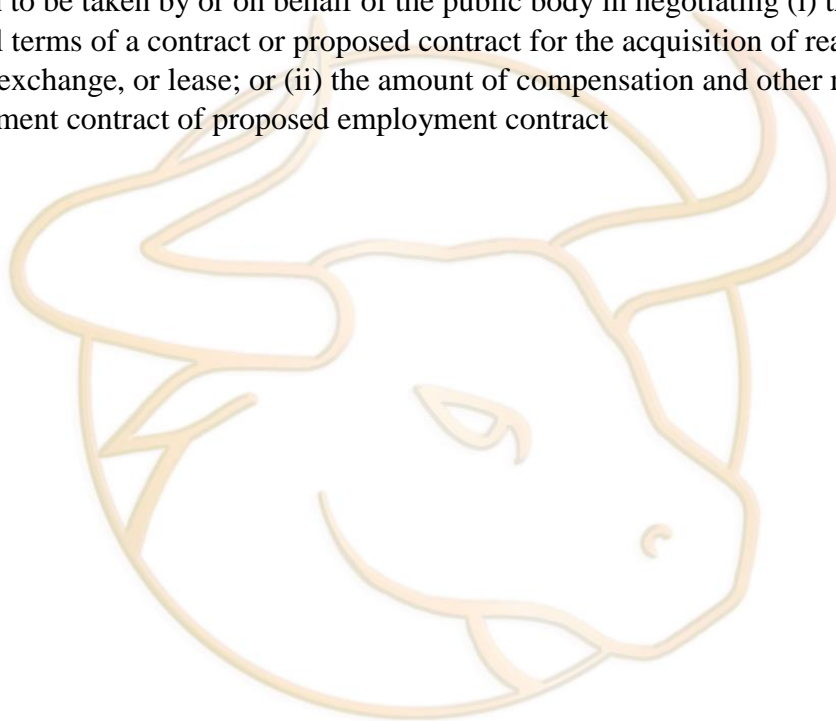 to be taken by or on behalf of the public body in negotiating (i) t
terms of a contract or proposed contract for the acquisition of rea
exchange, or lease; or (ii) the amount of compensation and other
ment contract of proposed employment contract